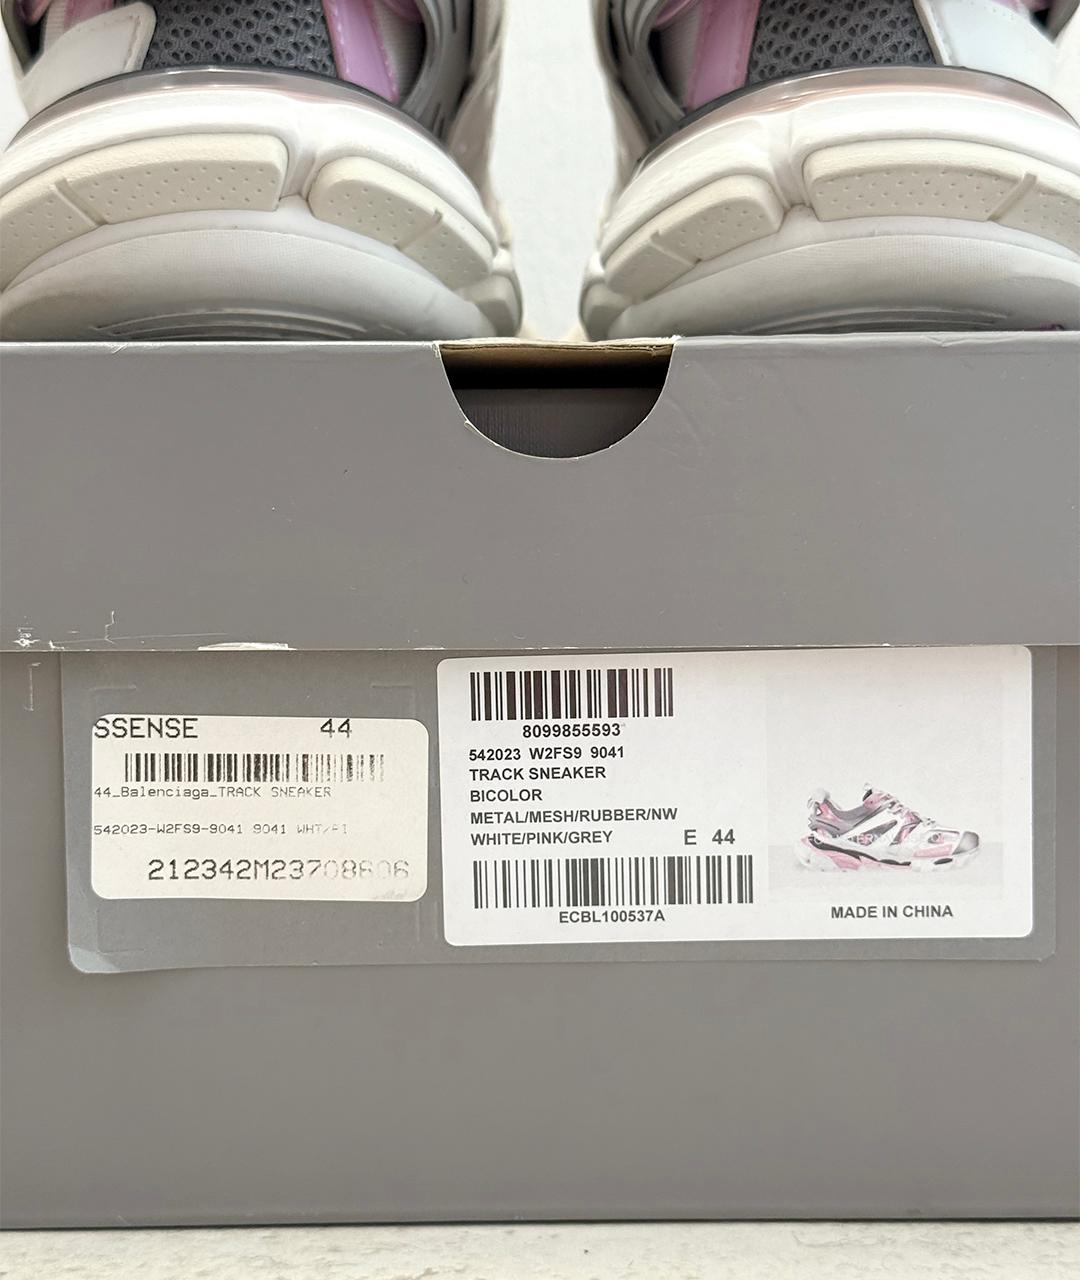 SSENSE 44
44_Balenciaga_TRACK SNEAKER
542023-W2FS9-9041 9041 WHT/PI
212342M23708606
8099855593
542023 W2FS9 9041
TRACK SNEAKER
BICOLOR
METAL/MESH/RUBBER/NW
WHITE/PINK/GREY E 44
ECBL100537A
MADE IN CHINA